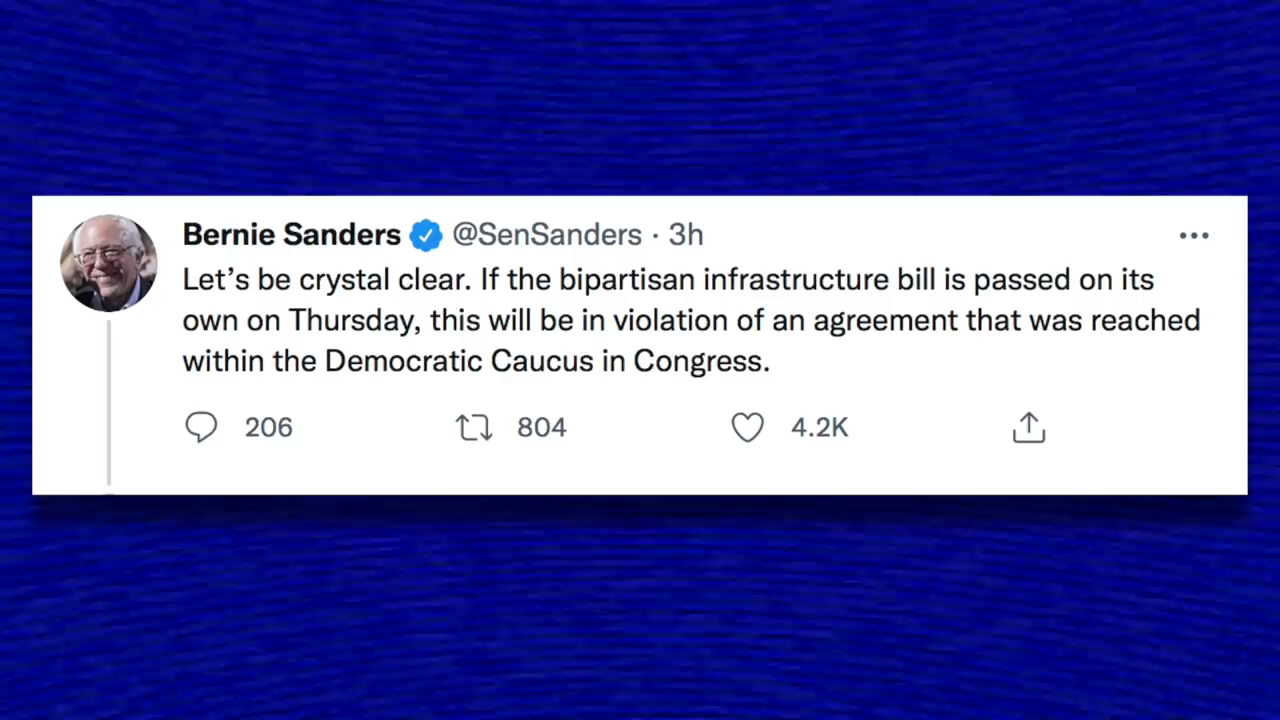 Bernie Sanders @SenSanders · 3h
Let’s be crystal clear. If the bipartisan infrastructure bill is passed on its
own on Thursday, this will be in violation of an agreement that was reached
within the Democratic Caucus in Congress.
206 804 4.2K